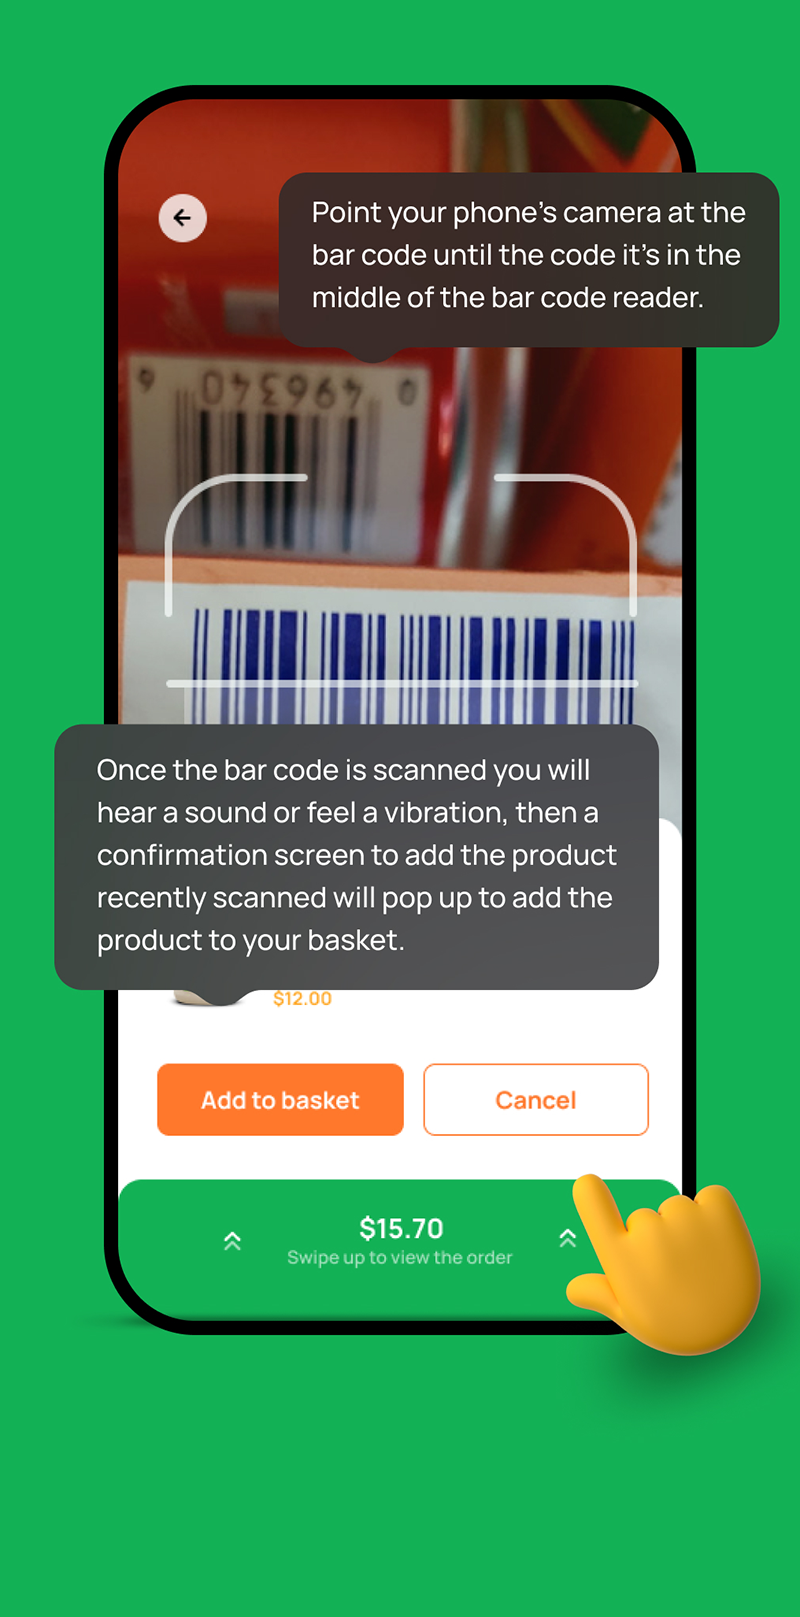 Point your phone's camera at the
bar code until the code it's in the
middle of the bar code reader.
9 496340 0
Once the bar code is scanned you will
hear a sound or feel a vibration, then a
confirmation screen to add the product
recently scanned will pop up to add the
product to your basket.
$12.00
Add to basket
Cancel
$15.70
Swipe up to view the order